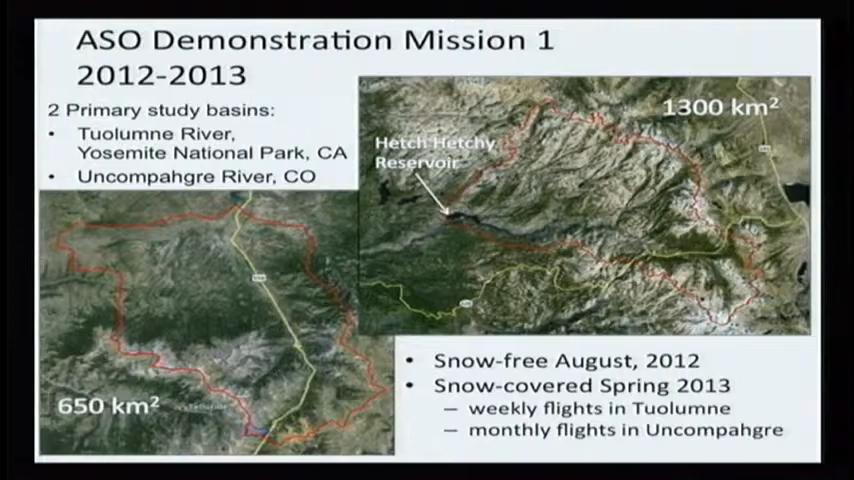 ASO Demonstration Mission 1
2012-2013
2 Primary study basins:
• Tuolumne River,
Yosemite National Park, CA
• Uncompahgre River, CO
1300 km²
Hetch Hetchy
Reservoir
650 km²
Telluride
• Snow-free August, 2012
• Snow-covered Spring 2013
– weekly flights in Tuolumne
– monthly flights in Uncompahgre